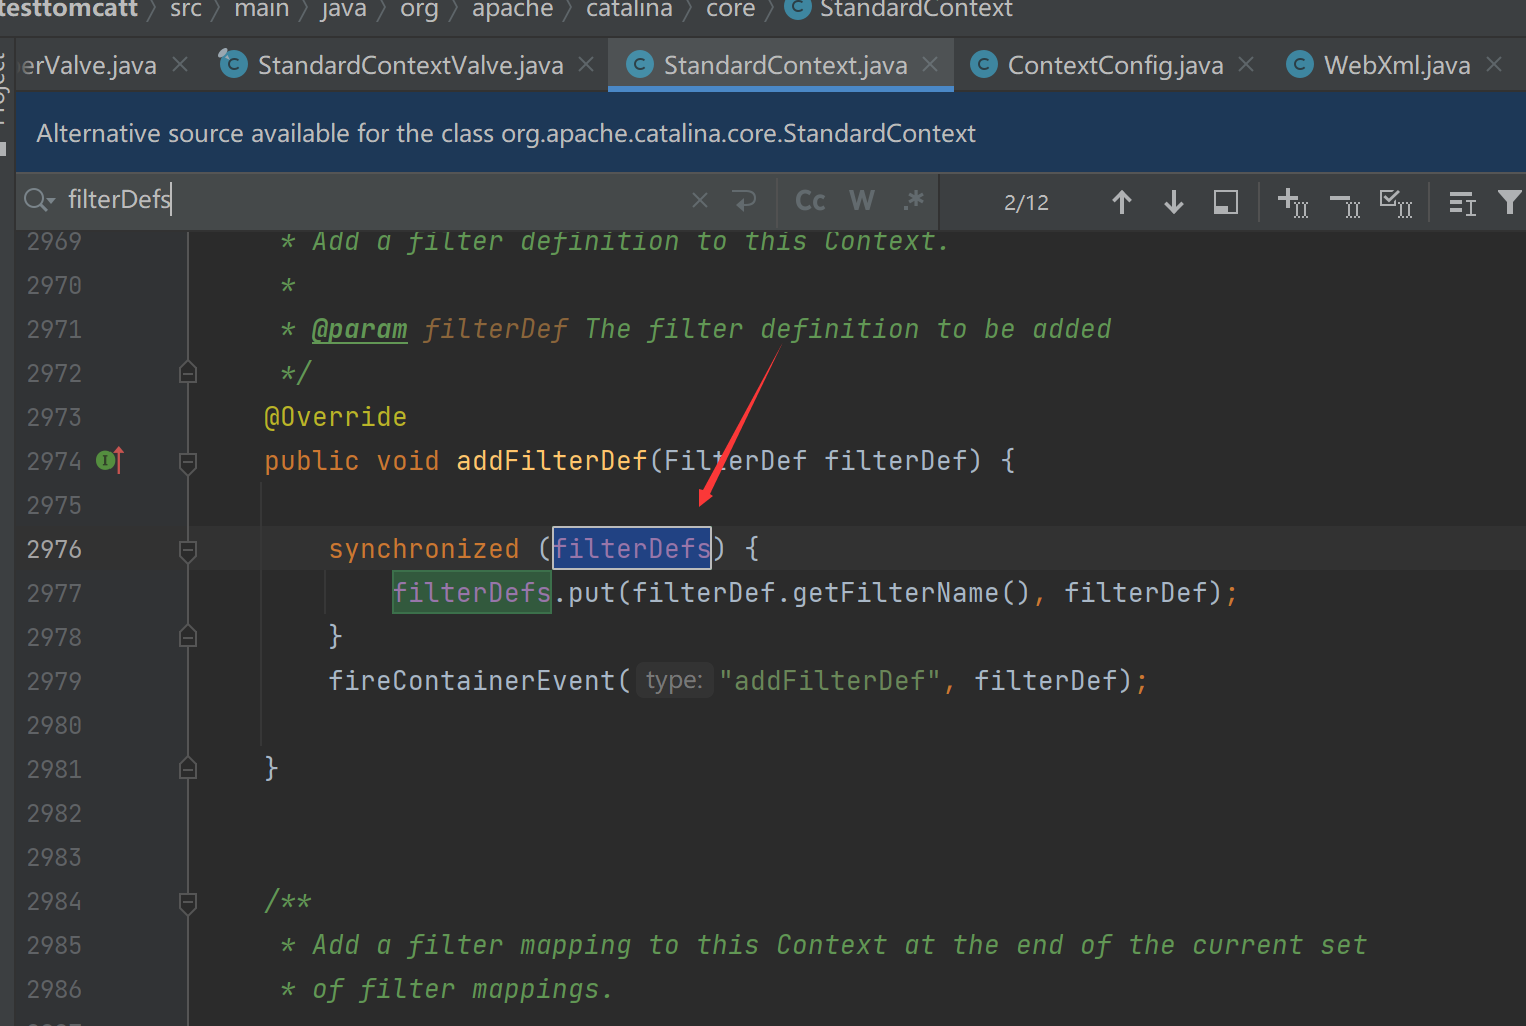 testtomcatt 〉 src 〉 main 〉 java 〉 org 〉 apache 〉 catalina 〉 core 〉 C StandardContext
erValve.java × C StandardContextValve.java × C StandardContext.java × C ContextConfig.java × C WebXml.java ×
Alternative source available for the class org.apache.catalina.core.StandardContext
filterDefs × Cc W .* 2/12
2969 * Add a filter definition to this Context.
2970 *
2971 * @param filterDef The filter definition to be added
2972 */
2973 @Override
2974 public void addFilterDef(FilterDef filterDef) {
2975
2976 synchronized (filterDefs) {
2977 filterDefs.put(filterDef.getFilterName(), filterDef);
2978 }
2979 fireContainerEvent( type: "addFilterDef", filterDef);
2980
2981 }
2982
2983
2984 /**
2985 * Add a filter mapping to this Context at the end of the current set
2986 * of filter mappings.